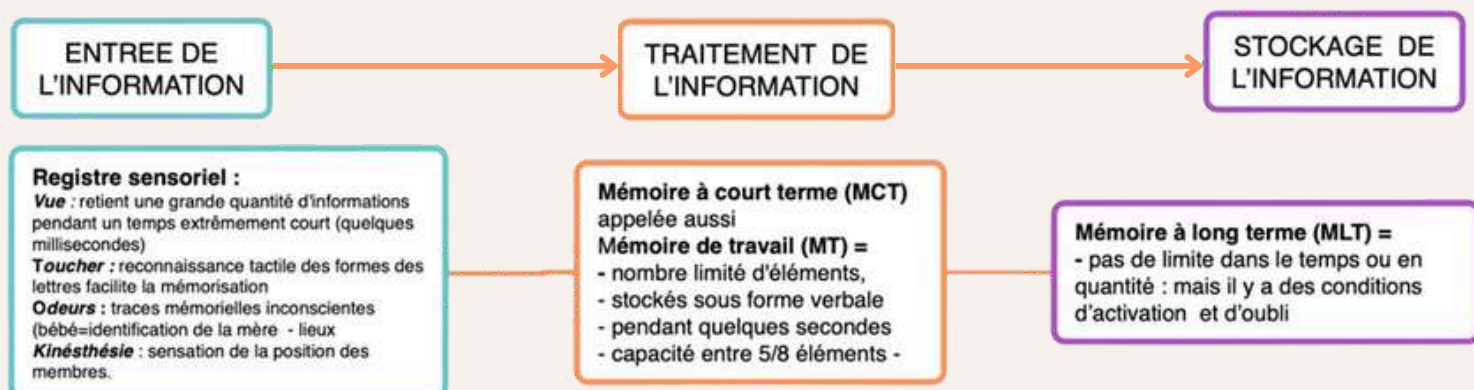 ENTREE DE
L'INFORMATION
TRAITEMENT DE
L'INFORMATION
STOCKAGE DE
L'INFORMATION
Registre sensoriel :
Vue : retient une grande quantité d'informations
pendant un temps extrêmement court (quelques
millisecondes)
Toucher : reconnaissance tactile des formes des
lettres facilite la mémorisation
Odeurs : traces mémorielles inconscientes
(bébé=identification de la mère - lieux
Kinésthésie : sensation de la position des
membres.
Mémoire à court terme (MCT)
appelée aussi
Mémoire de travail (MT) =
- nombre limité d'éléments,
- stockés sous forme verbale
- pendant quelques secondes
- capacité entre 5/8 éléments -
Mémoire à long terme (MLT) =
- pas de limite dans le temps ou en
quantité : mais il y a des conditions
d'activation et d'oubli